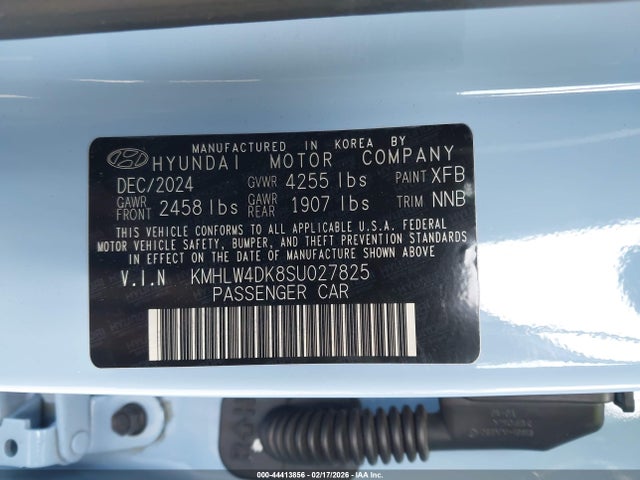 MANUFACTURED IN KOREA BY
HYUNDAI MOTOR COMPANY
DEC/2024 GVWR 4255 lbs PAINT XFB
GAWR FRONT 2458 lbs GAWR REAR 1907 lbs TRIM NNB
THIS VEHICLE CONFORMS TO ALL APPLICABLE U.S.A. FEDERAL
MOTOR VEHICLE SAFETY, BUMPER, AND THEFT PREVENTION STANDARDS
IN EFFECT ON THE DATE OF MANUFACTURE SHOWN ABOVE
V.I.N KMHLW4DK8SU027825
PASSENGER CAR
000-44413856 | 02/17/2026 | IAA Inc.